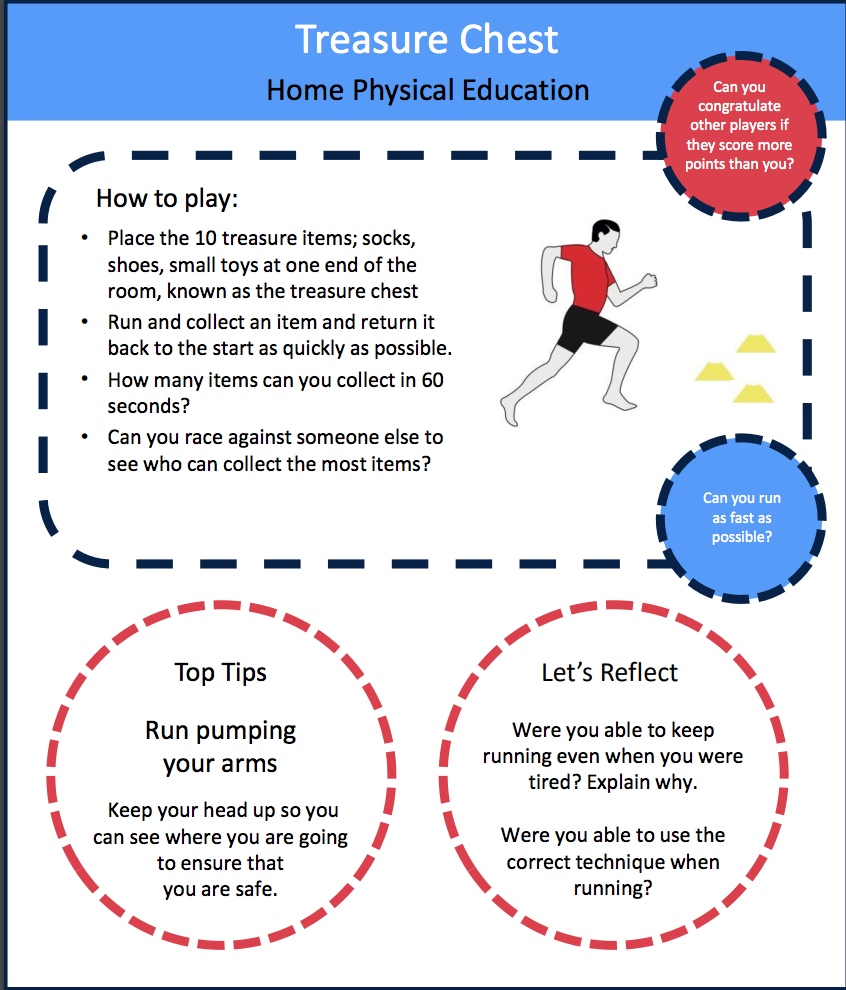 Treasure Chest
Home Physical Education
Can you
congratulate
other players if
they score more
points than you?
How to play:
• Place the 10 treasure items; socks,
shoes, small toys at one end of the
room, known as the treasure chest
• Run and collect an item and return it
back to the start as quickly as possible.
• How many items can you collect in 60
seconds?
• Can you race against someone else to
see who can collect the most items?
Can you run
as fast as
possible?
Top Tips
Run pumping
your arms
Keep your head up so you
can see where you are going
to ensure that
you are safe.
Let’s Reflect
Were you able to keep
running even when you were
tired? Explain why.
Were you able to use the
correct technique when
running?